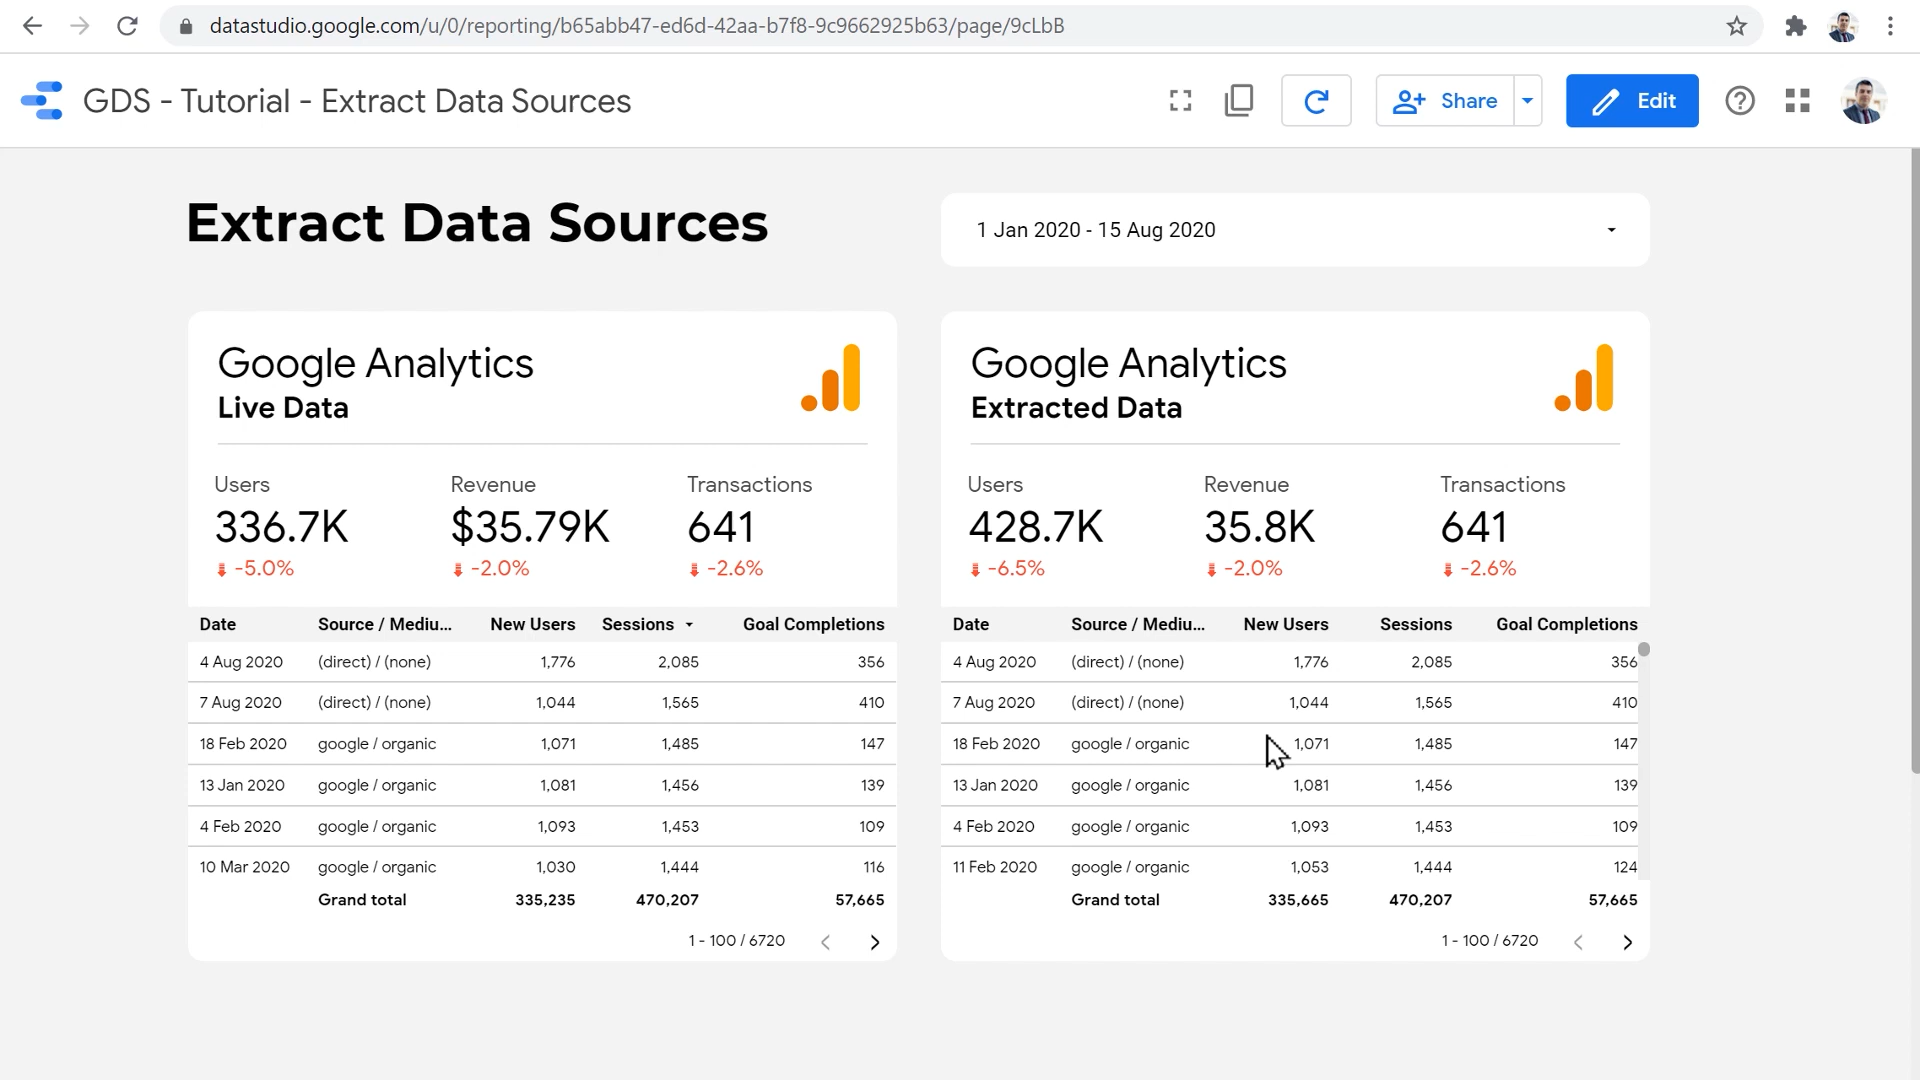 datastudio.google.com/u/0/reporting/b65abb47-ed6d-42aa-b7f8-9c9662925b63/page/9cLbB
GDS - Tutorial - Extract Data Sources
Share
Edit
Extract Data Sources
1 Jan 2020 - 15 Aug 2020
Google Analytics
Live Data
Users Revenue Transactions
336.7K $35.79K 641
-5.0% -2.0% -2.6%
Date Source / Mediu... New Users Sessions Goal Completions
4 Aug 2020 (direct) / (none) 1,776 2,085 356
7 Aug 2020 (direct) / (none) 1,044 1,565 410
18 Feb 2020 google / organic 1,071 1,485 147
13 Jan 2020 google / organic 1,081 1,456 139
4 Feb 2020 google / organic 1,093 1,453 109
10 Mar 2020 google / organic 1,030 1,444 116
Grand total 335,235 470,207 57,665
1 - 100 / 6720
Google Analytics
Extracted Data
Users Revenue Transactions
428.7K 35.8K 641
-6.5% -2.0% -2.6%
Date Source / Mediu... New Users Sessions Goal Completions
4 Aug 2020 (direct) / (none) 1,776 2,085 356
7 Aug 2020 (direct) / (none) 1,044 1,565 410
18 Feb 2020 google / organic 1,071 1,485 147
13 Jan 2020 google / organic 1,081 1,456 139
4 Feb 2020 google / organic 1,093 1,453 109
11 Feb 2020 google / organic 1,053 1,444 124
Grand total 335,665 470,207 57,665
1 - 100 / 6720